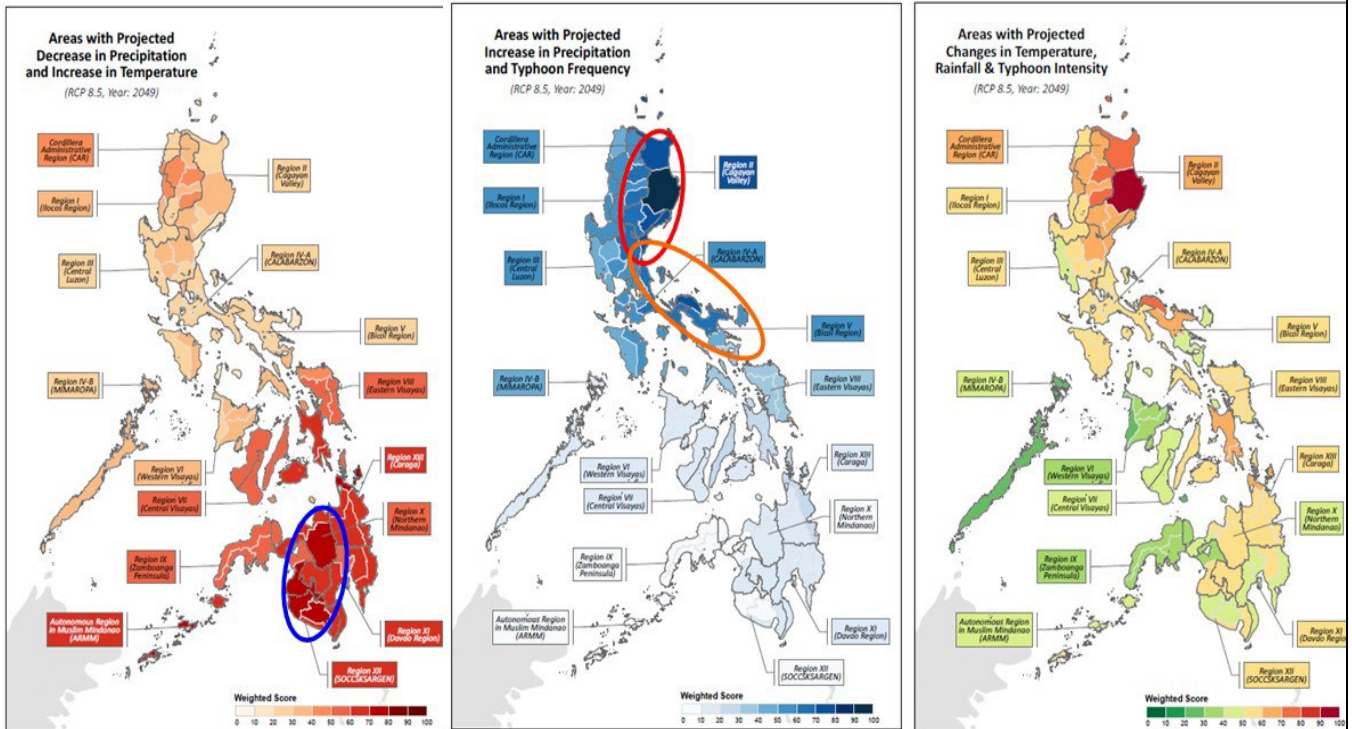 Areas with Projected
Decrease in Precipitation
and Increase in Temperature
(RCP 8.5, Year: 2049)
Cordillera
Administrative
Region (CAR)
Region II
(Cagayan
Valley)
Region I
(Ilocos Region)
Region IV-A
(CALABARZON)
Region III
(Central
Luzon)
Region V
(Bicol Region)
Region IV-B
(MIMAROPA)
Region VIII
(Eastern Visayas)
Region XIII
(Caraga)
Region VI
(Western Visayas)
Region VII
(Central Visayas)
Region X
(Northern
Mindanao)
Region IX
(Zamboanga
Peninsula)
Autonomous Region
in Muslim Mindanao
(ARMM)
Region XI
(Davao Region)
Region XII
(SOCCSKSARGEN)
Weighted Score
0 10 20 30 40 50 60 70 80 90 100
Areas with Projected
Increase in Precipitation
and Typhoon Frequency
(RCP 8.5, Year: 2049)
Cordillera
Administrative
Region (CAR)
Region II
(Cagayan
Valley)
Region I
(Ilocos Region)
Region IV-A
(CALABARZON)
Region III
(Central
Luzon)
Region V
(Bicol Region)
Region IV-B
(MIMAROPA)
Region VIII
(Eastern Visayas)
Region VI
(Western Visayas)
Region XIII
(Caraga)
Region VII
(Central Visayas)
Region X
(Northern
Mindanao)
Region IX
(Zamboanga
Peninsula)
Autonomous Region
in Muslim Mindanao
(ARMM)
Region XI
(Davao Region)
Region XII
(SOCCSKSARGEN)
Weighted Score
0 10 20 30 40 50 60 70 80 90 100
Areas with Projected
Changes in Temperature,
Rainfall & Typhoon Intensity
(RCP 8.5, Year: 2049)
Cordillera
Administrative
Region (CAR)
Region II
(Cagayan
Valley)
Region I
(Ilocos Region)
Region IV-A
(CALABARZON)
Region III
(Central
Luzon)
Region V
(Bicol Region)
Region IV-B
(MIMAROPA)
Region VIII
(Eastern Visayas)
Region XIII
(Caraga)
Region VI
(Western Visayas)
Region VII
(Central Visayas)
Region X
(Northern
Mindanao)
Region IX
(Zamboanga
Peninsula)
Autonomous Region
in Muslim Mindanao
(ARMM)
Region XI
(Davao Region
Region XII
(SOCCSKSARGEN)
Weighted Score
0 10 20 30 40 50 60 70 80 90 100